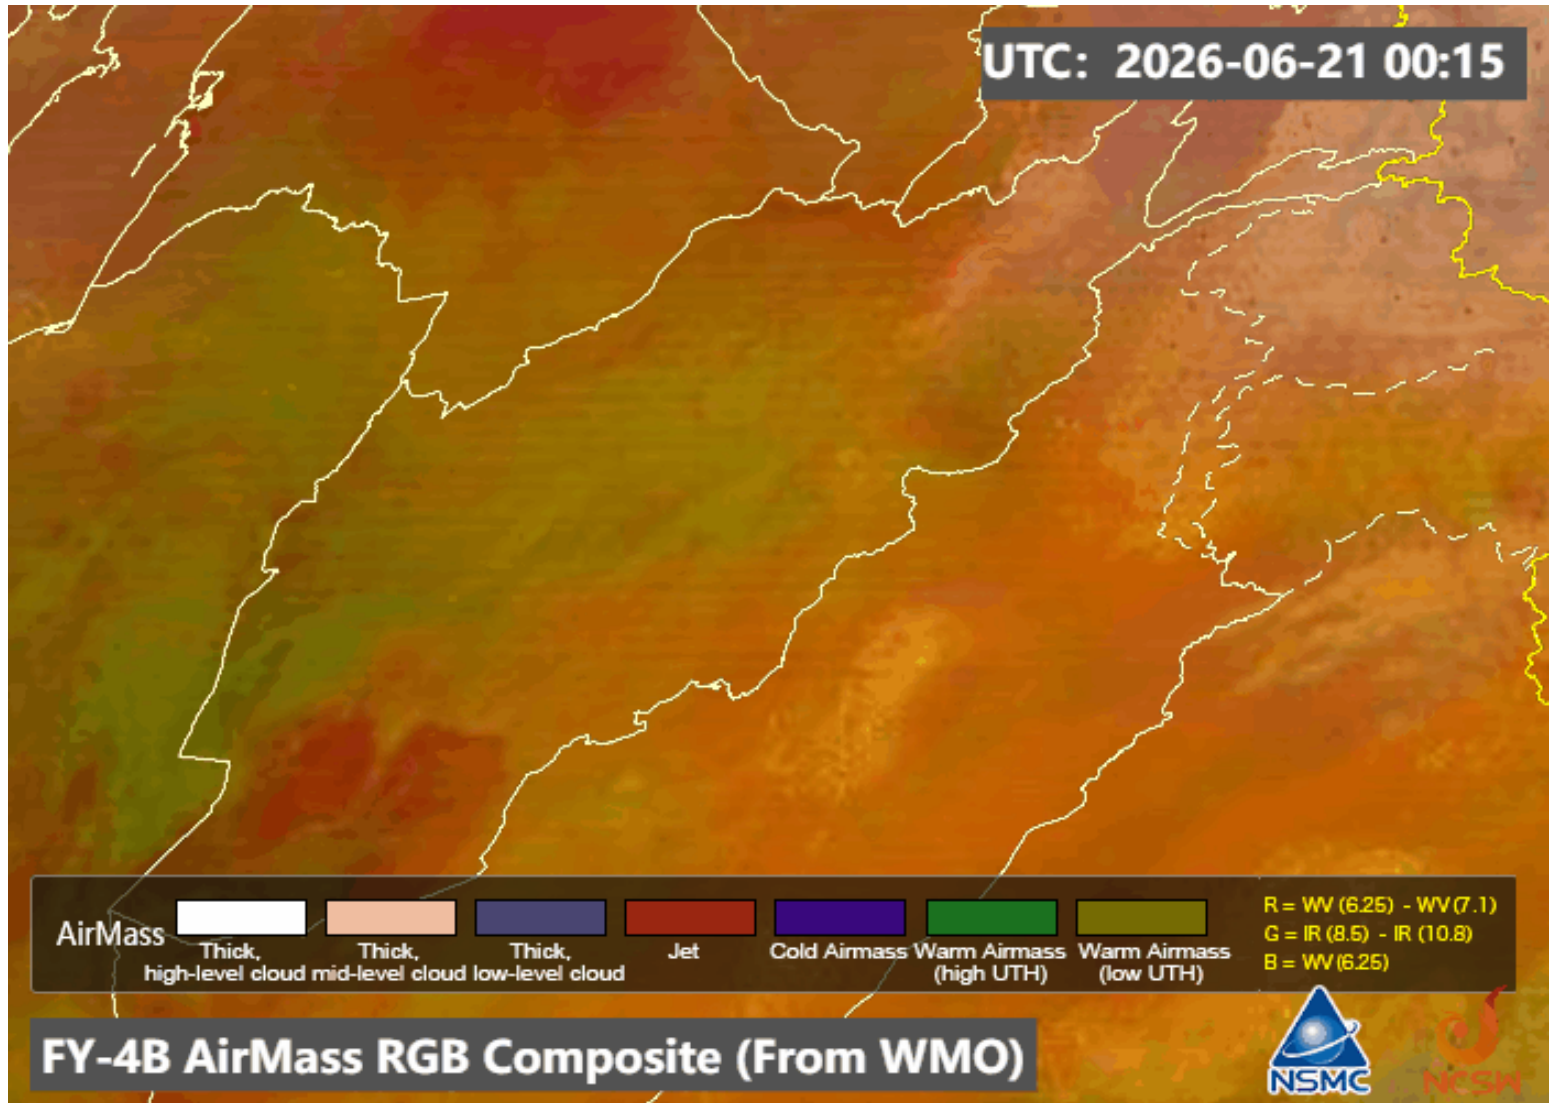 UTC: 2026-06-21 00:15
AirMass
Thick,
high-level cloud
Thick,
mid-level cloud
Thick,
low-level cloud
Jet
Cold Airmass
Warm Airmass
(high UTH)
Warm Airmass
(low UTH)
R = WV (6.25) - WV (7.1)
G = IR (8.5) - IR (10.8)
B = WV (6.25)
FY-4B AirMass RGB Composite (From WMO)
NSMC
NCSW